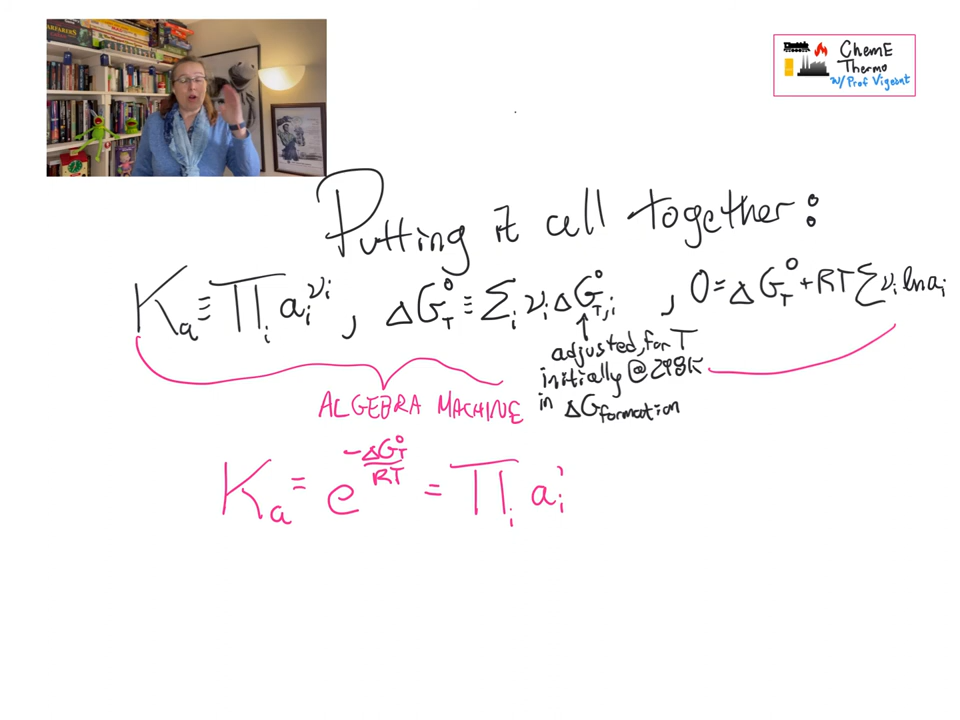 ChemE
Thermo
w/ Prof Vigeant
Putting it all together:
Kₐ ≡ ∏ᵢ aᵢ^νᵢ , ΔG°_T ≡ Σᵢ νᵢ ΔG°_T,i , 0 = ΔG°_T + RT Σ νᵢ ln aᵢ
adjusted for T
initially @ 298K
in ΔG formation
ALGEBRA MACHINE
Kₐ = e^(-ΔG°_T / RT) = ∏ᵢ aᵢ^i